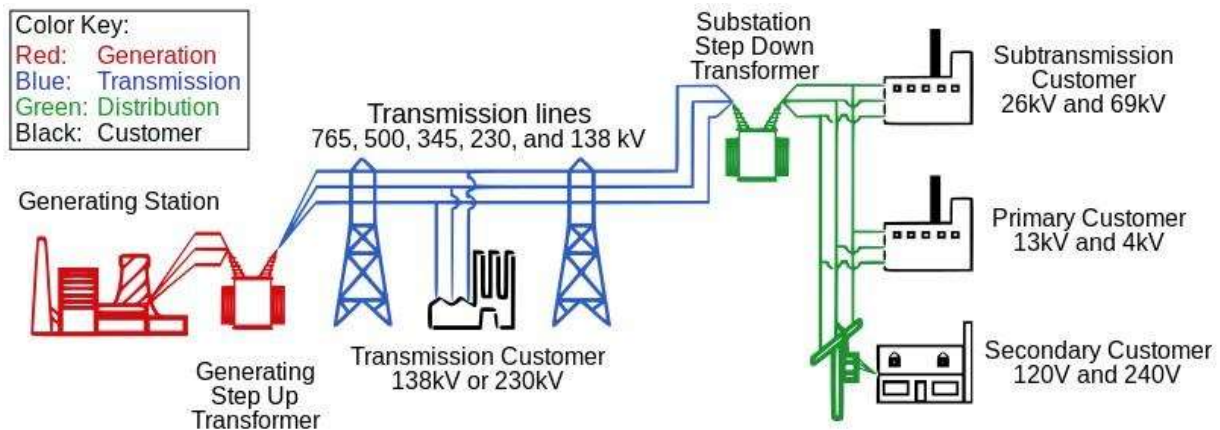 Color Key:
Red: Generation
Blue: Transmission
Green: Distribution
Black: Customer
Generating Station
Generating
Step Up
Transformer
Transmission lines
765, 500, 345, 230, and 138 kV
Transmission Customer
138kV or 230kV
Substation
Step Down
Transformer
Subtransmission
Customer
26kV and 69kV
Primary Customer
13kV and 4kV
Secondary Customer
120V and 240V